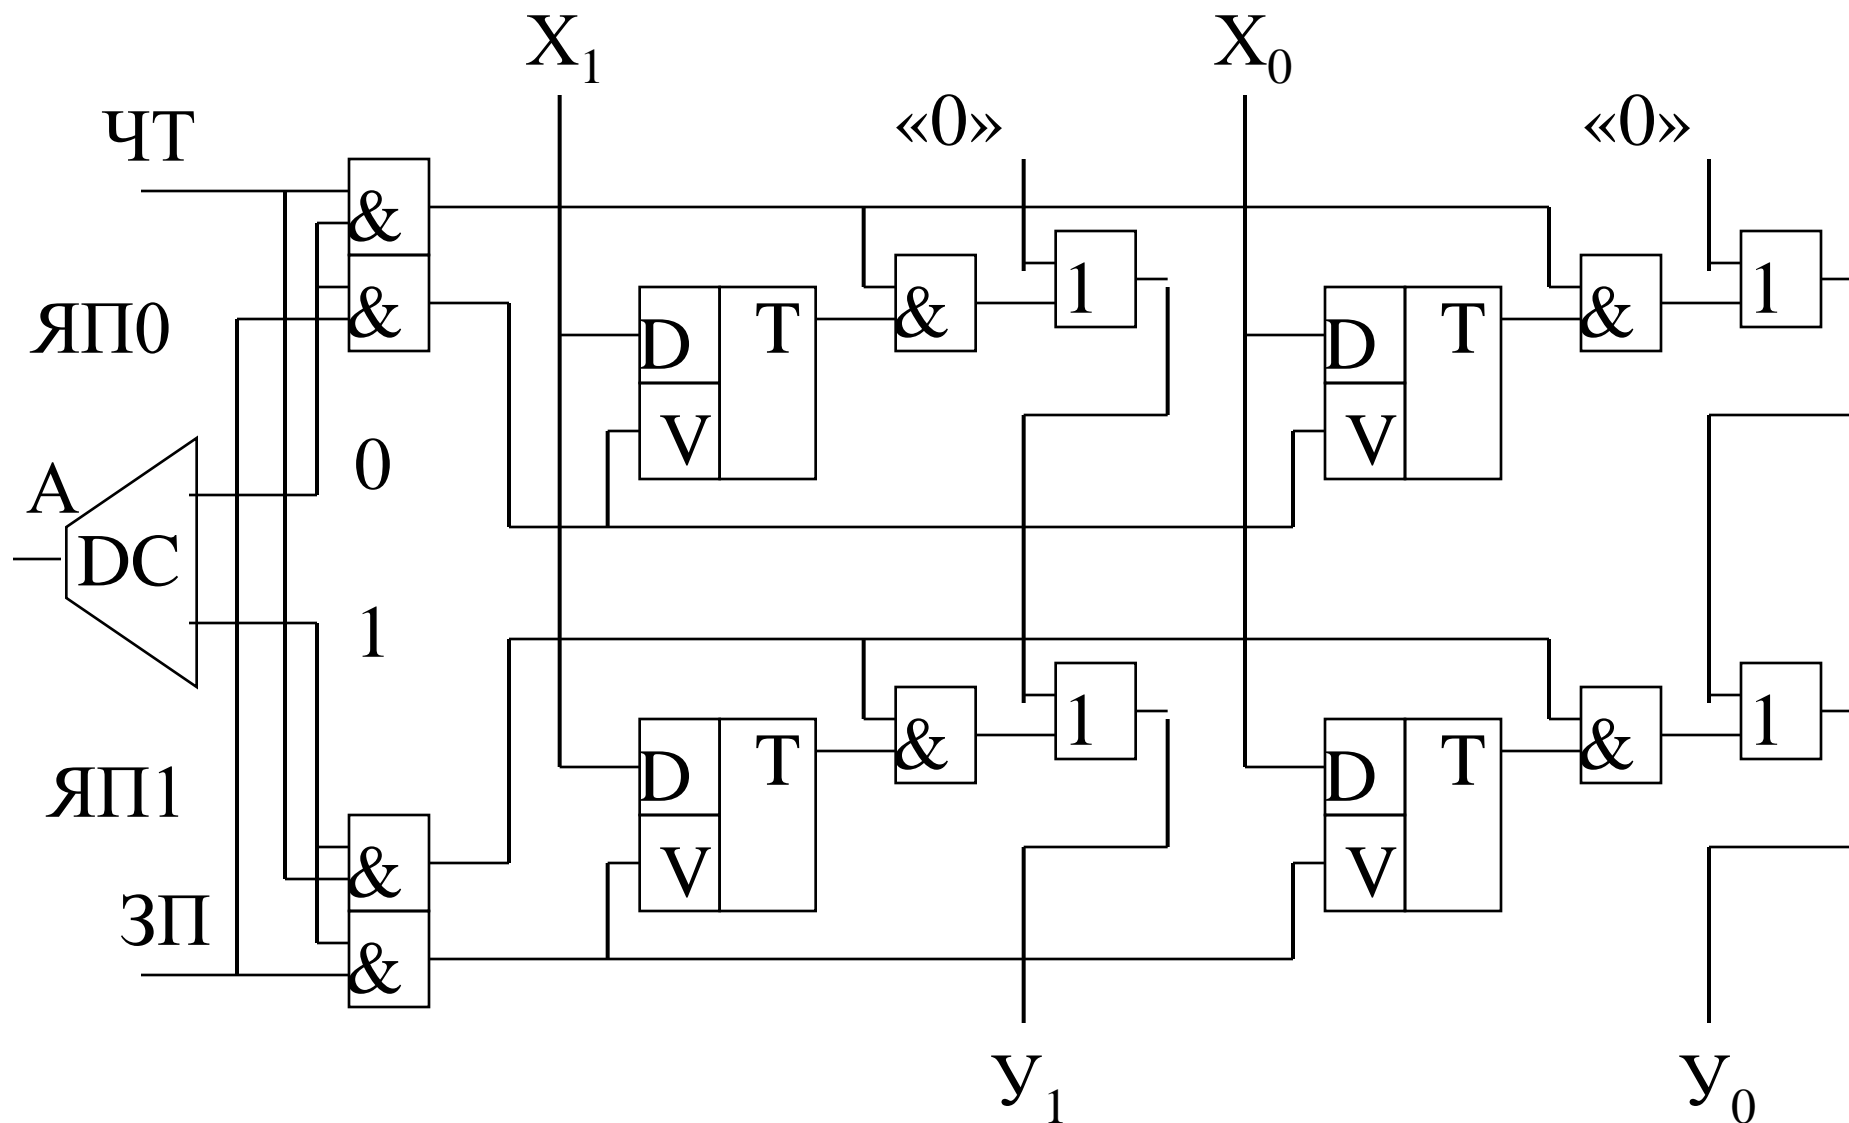 X1 X0
ЧТ «0» «0»
&
& 1 & 1
ЯП0 & D T & D T
V V
0
A
DC
1
& 1 & 1
ЯП1 D T D T
& V V
ЗП
&
У1 У0